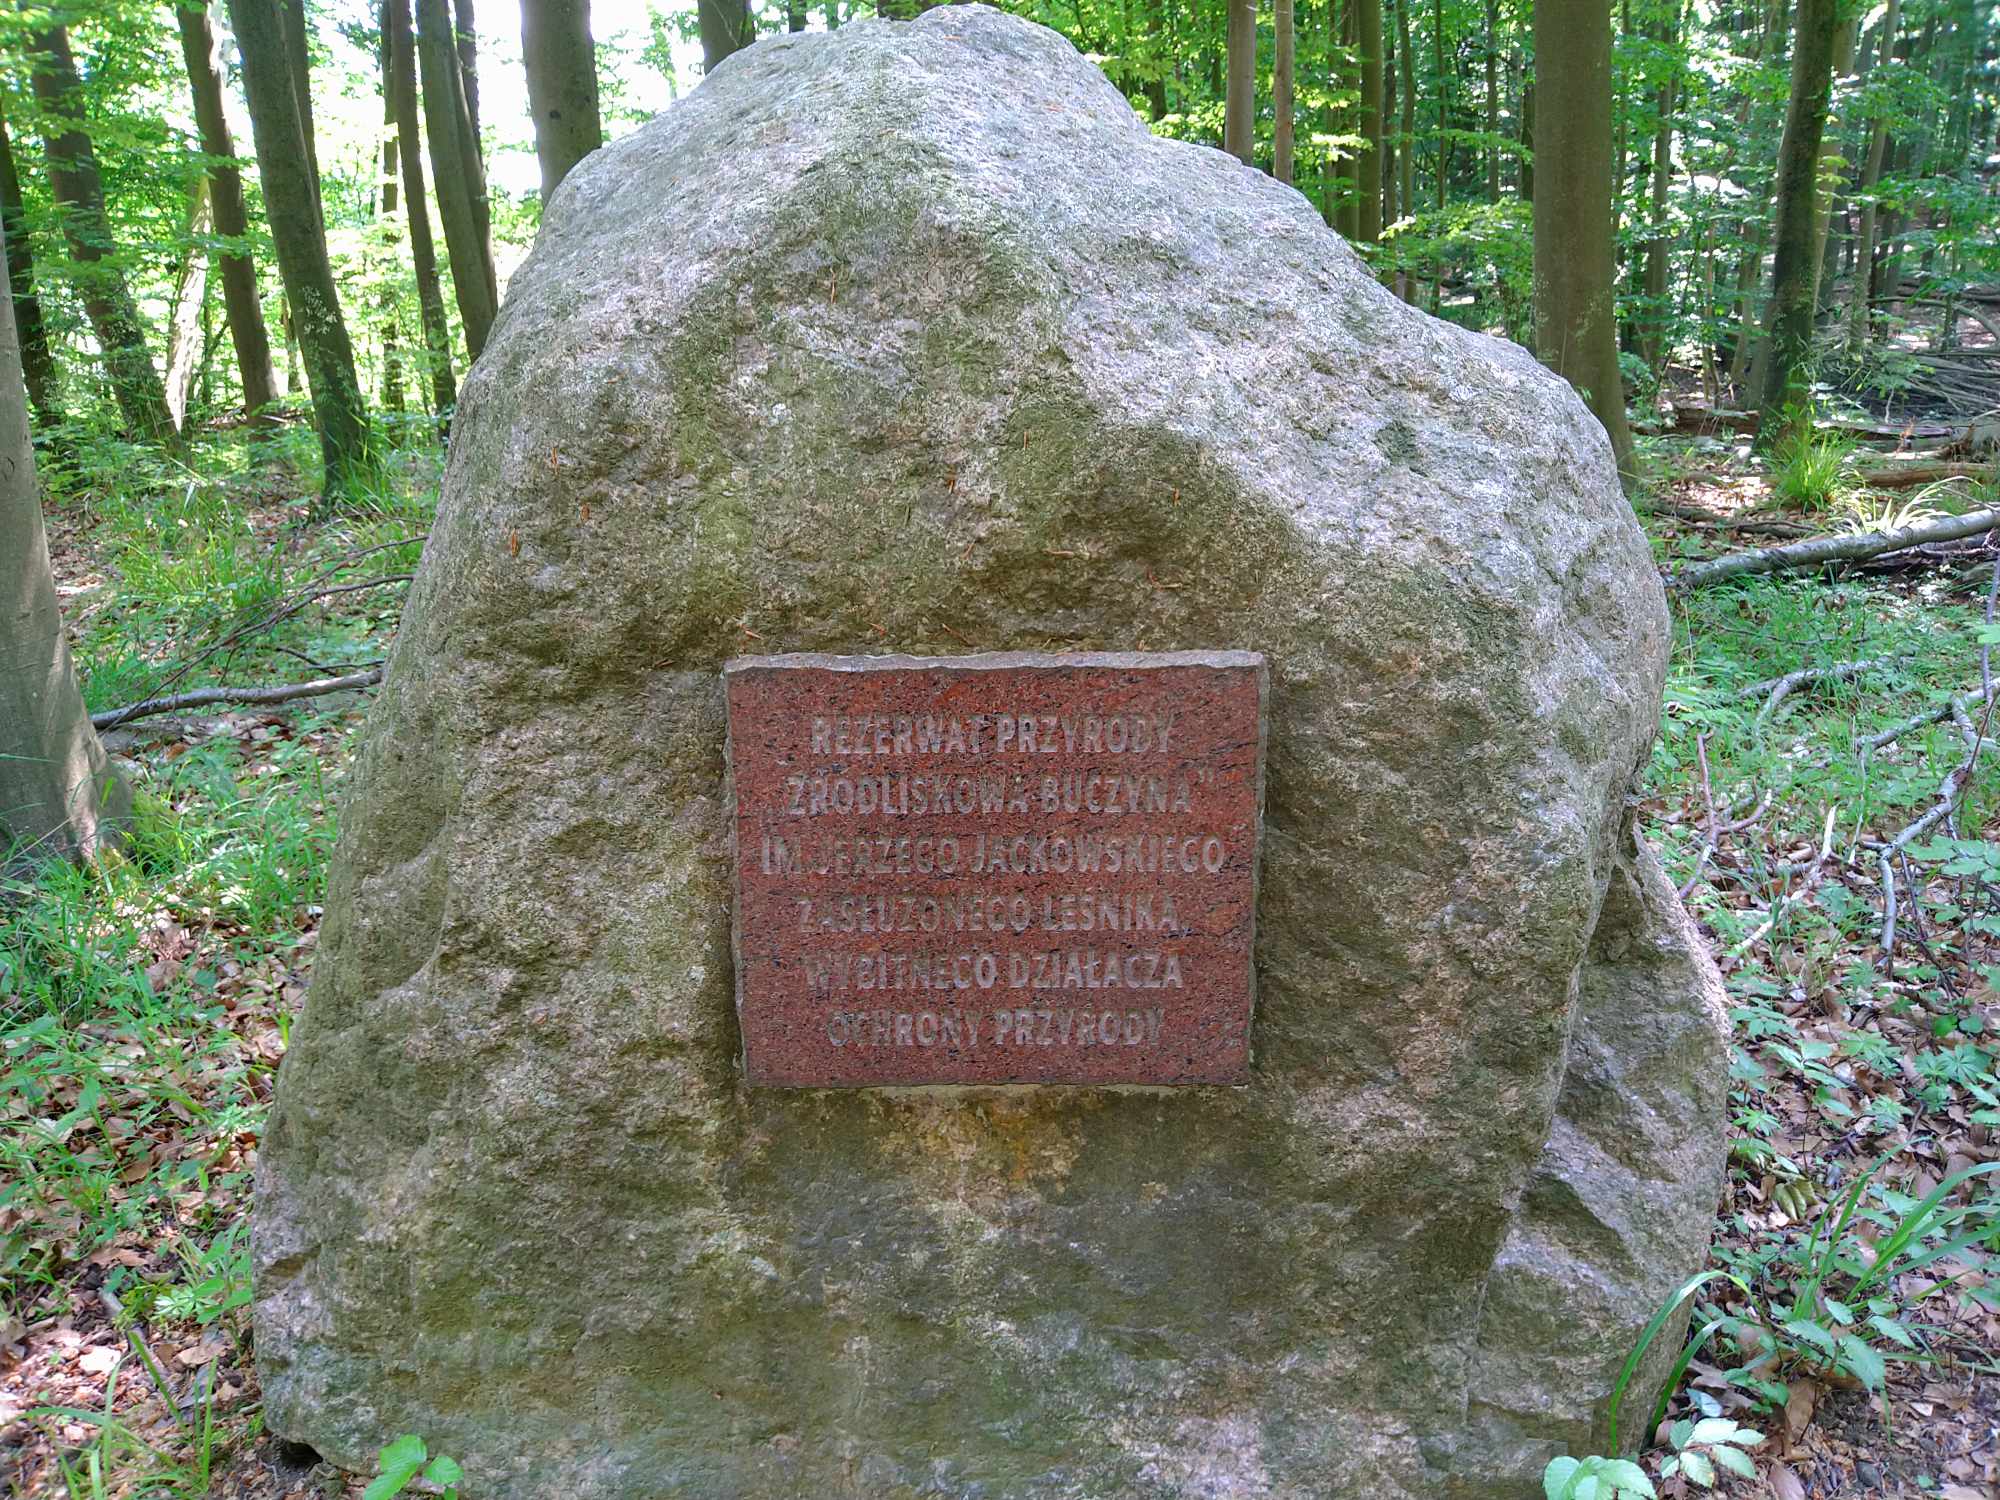 REZERWAT PRZYRODY
„ŹRÓDLISKOWA BUCZYNA"
IM. JERZEGO JACKOWSKIEGO
ZASŁUŻONEGO LEŚNIKA,
WYBITNEGO DZIAŁACZA
OCHRONY PRZYRODY